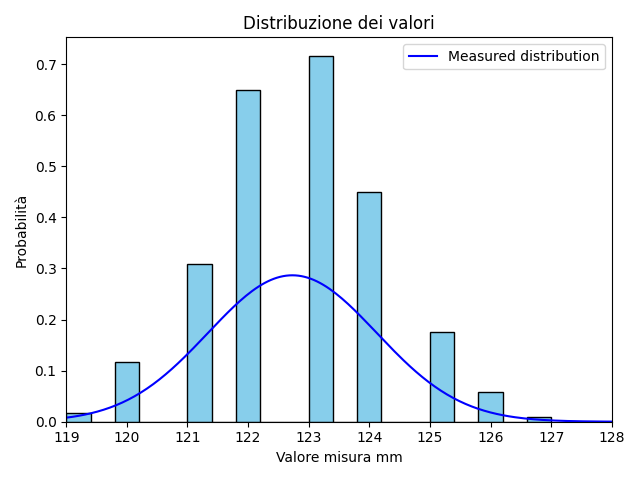 Distribuzione dei valori
Measured distribution
Probabilità
0.7
0.6
0.5
0.4
0.3
0.2
0.1
0.0
119 120 121 122 123 124 125 126 127 128
Valore misura mm